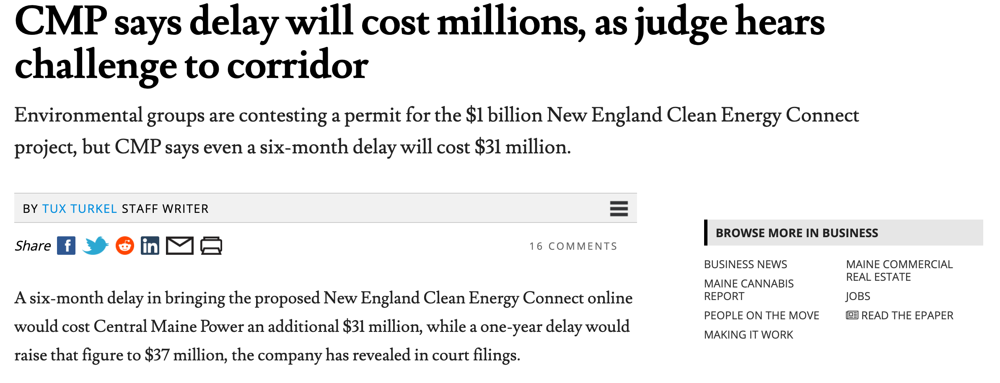 CMP says delay will cost millions, as judge hears
challenge to corridor
Environmental groups are contesting a permit for the $1 billion New England Clean Energy Connect
project, but CMP says even a six-month delay will cost $31 million.
BY TUX TURKEL STAFF WRITER
Share
16 COMMENTS
A six-month delay in bringing the proposed New England Clean Energy Connect online
would cost Central Maine Power an additional $31 million, while a one-year delay would
raise that figure to $37 million, the company has revealed in court filings.
BROWSE MORE IN BUSINESS
BUSINESS NEWS
MAINE CANNABIS
REPORT
PEOPLE ON THE MOVE
MAKING IT WORK
MAINE COMMERCIAL
REAL ESTATE
JOBS
READ THE EPAPER